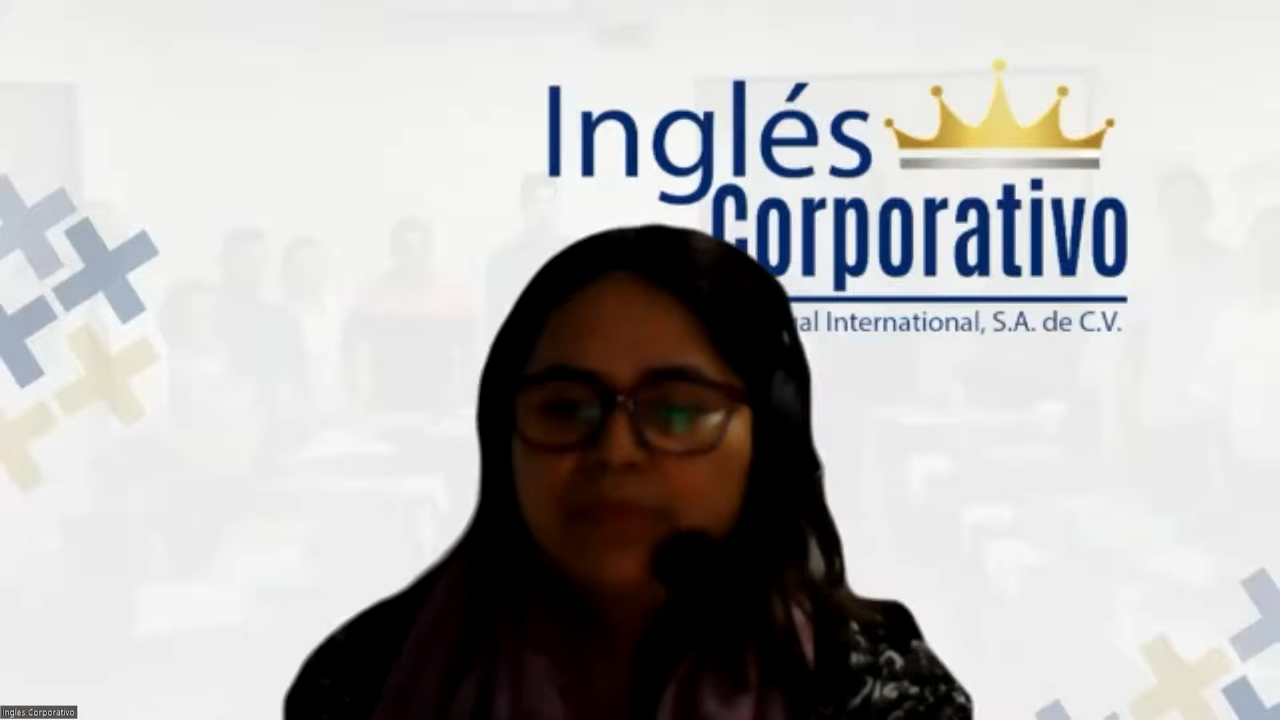 Inglés
Corporativo
International, S.A. de C.V.
Ingles Corporativo